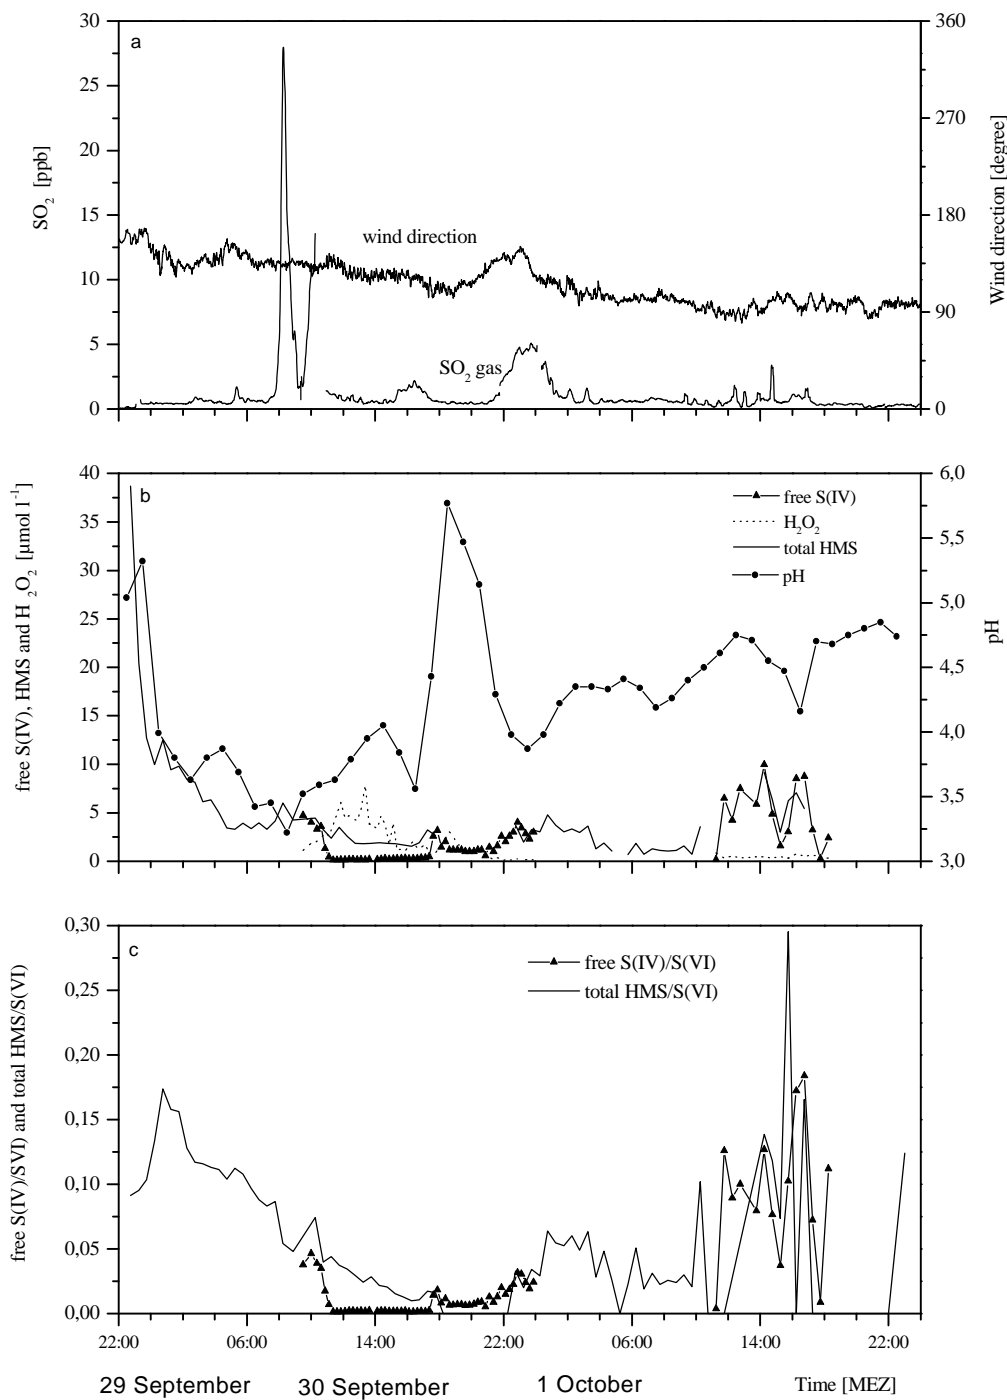 a
30
25
20
15
10
5
0
SO2 [ppb]
360
270
180
90
0
Wind direction [degree]
wind direction
SO2 gas
b
40
35
30
25
20
15
10
5
0
free S(IV), HMS and H2O2 [µmol l-1]
6,0
5,5
5,0
4,5
4,0
3,5
3,0
pH
free S(IV)
H2O2
total HMS
pH
c
0,30
0,25
0,20
0,15
0,10
0,05
0,00
free S(IV)/SVI) and total HMS/S(VI)
free S(IV)/S(VI)
total HMS/S(VI)
22:00 06:00 14:00 22:00 06:00 14:00 22:00
29 September 30 September 1 October Time [MEZ]